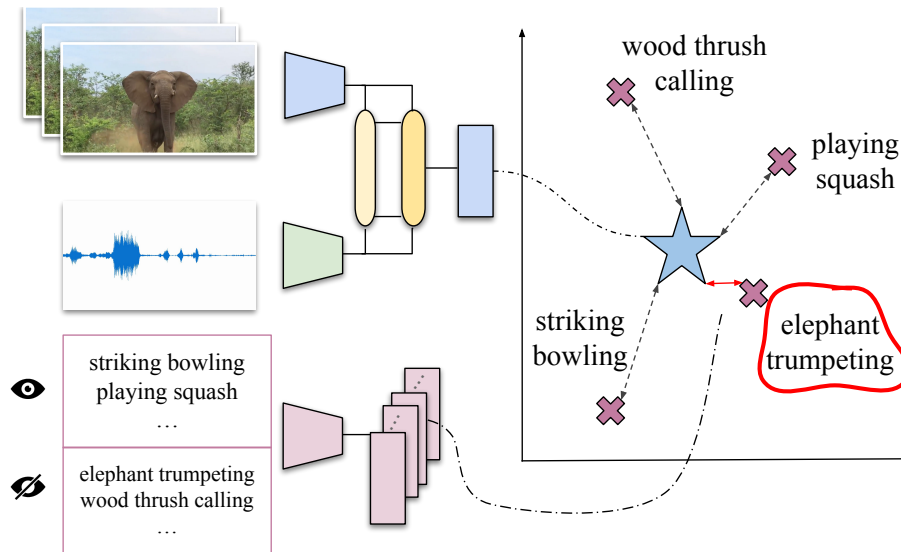 wood thrush
calling
playing
squash
striking
bowling
elephant
trumpeting
striking bowling
playing squash
…
elephant trumpeting
wood thrush calling
…